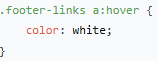 .footer-links a:hover {
    color: white;
}